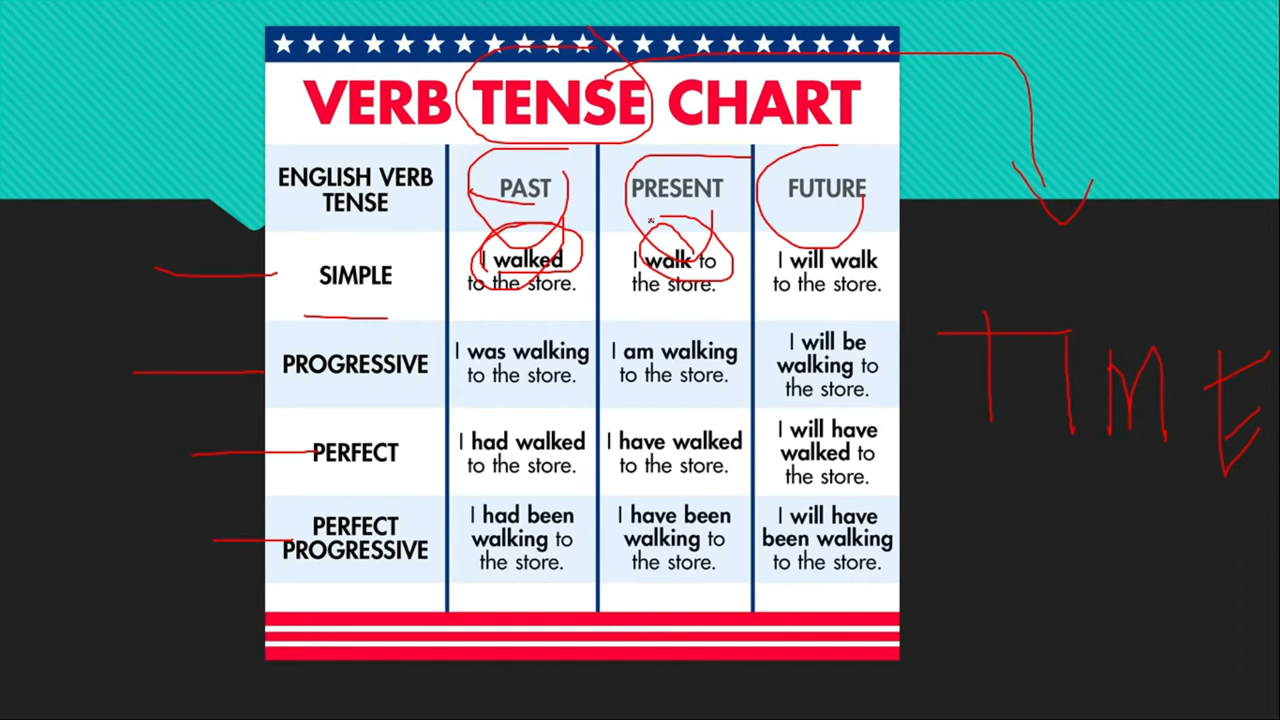 VERB TENSE CHART
ENGLISH VERB
TENSE
PAST
PRESENT
FUTURE
SIMPLE
I walked
to the store.
I walk to
the store.
I will walk
to the store.
PROGRESSIVE
I was walking
to the store.
I am walking
to the store.
I will be
walking to
the store.
PERFECT
I had walked
to the store.
I have walked
to the store.
I will have
walked to
the store.
PERFECT
PROGRESSIVE
I had been
walking to
the store.
I have been
walking to
the store.
I will have
been walking
to the store.
TIME